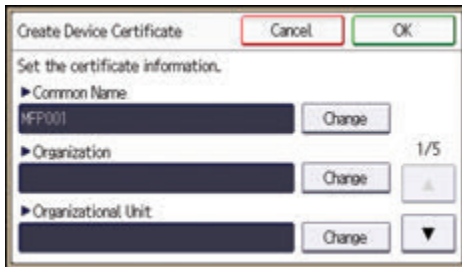 Create Device Certificate Cancel OK
Set the certificate information.
►Common Name
MFP001 Change
►Organization 1/5
Change
▲
►Organizational Unit
Change ▼